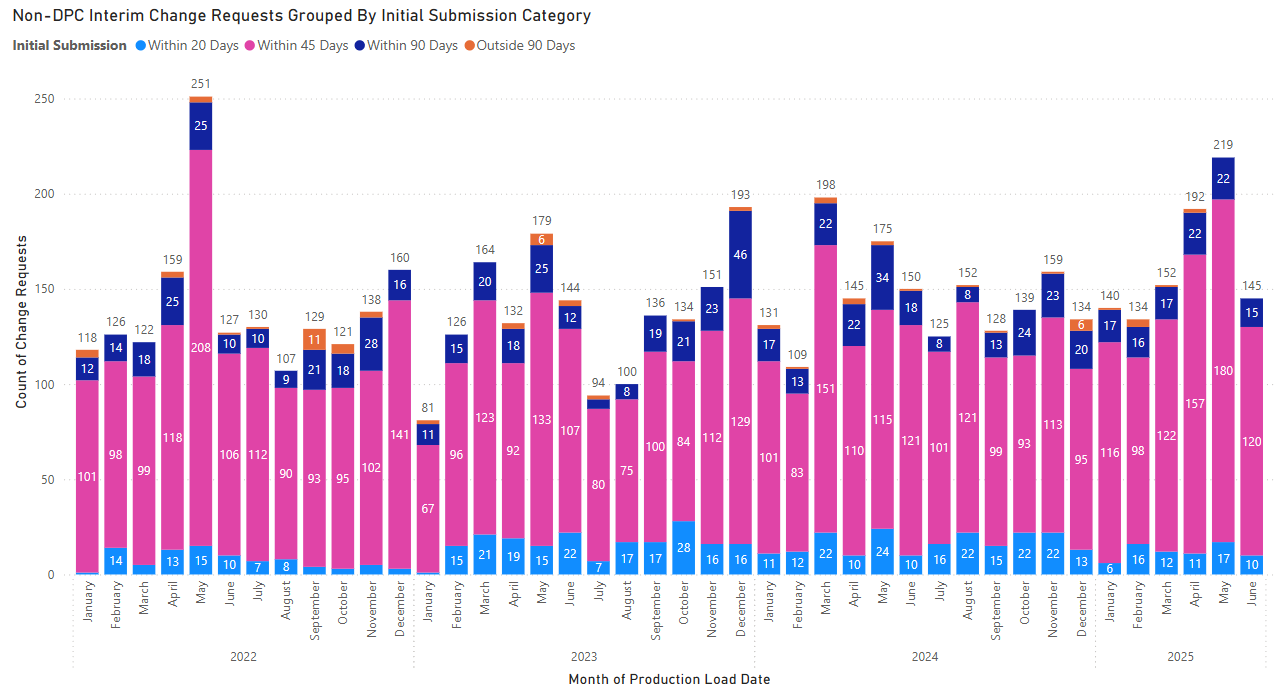 Non-DPC Interim Change Requests Grouped By Initial Submission Category
Initial Submission Within 20 Days Within 45 Days Within 90 Days Outside 90 Days
Count of Change Requests
250
200
150
100
50
0
118 126 122 159 251 127 130 107 129 121 138 160 81 126 164 132 179 144 94 100 136 134 151 193 131 109 198 145 175 150 125 152 128 139 159 134 140 134 152 192 219 145
11 6 6
12 14 18 25 25 10 10 9 21 18 28 16 11 15 20 18 25 12 8 19 21 23 46 17 13 22 22 34 18 8 8 13 24 23 20 17 16 17 22 22 15
101 98 99 118 208 106 112 90 93 95 102 141 67 96 123 92 133 107 80 75 100 84 112 129 101 83 151 110 115 121 101 121 99 93 113 95 116 98 122 157 180 120
14 13 15 10 7 8 15 21 19 15 22 7 17 17 28 16 16 11 12 22 10 24 10 16 22 15 22 22 13 6 16 12 11 17 10
January February March April May June July August September October November December January February March April May June July August September October November December January February March April May June July August September October November December January February March April May June
2022 2023 2024 2025
Month of Production Load Date